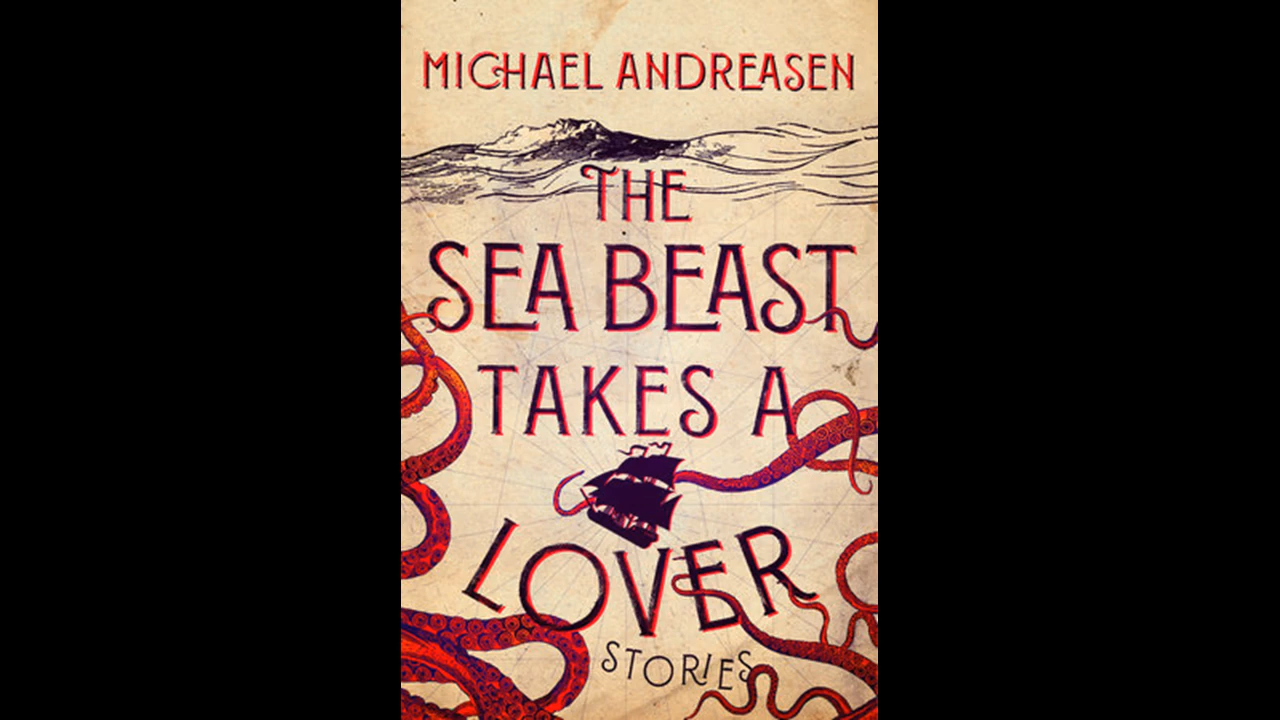 MICHAEL ANDREASEN
THE
SEA BEAST
TAKES A
LOVER
STORIES